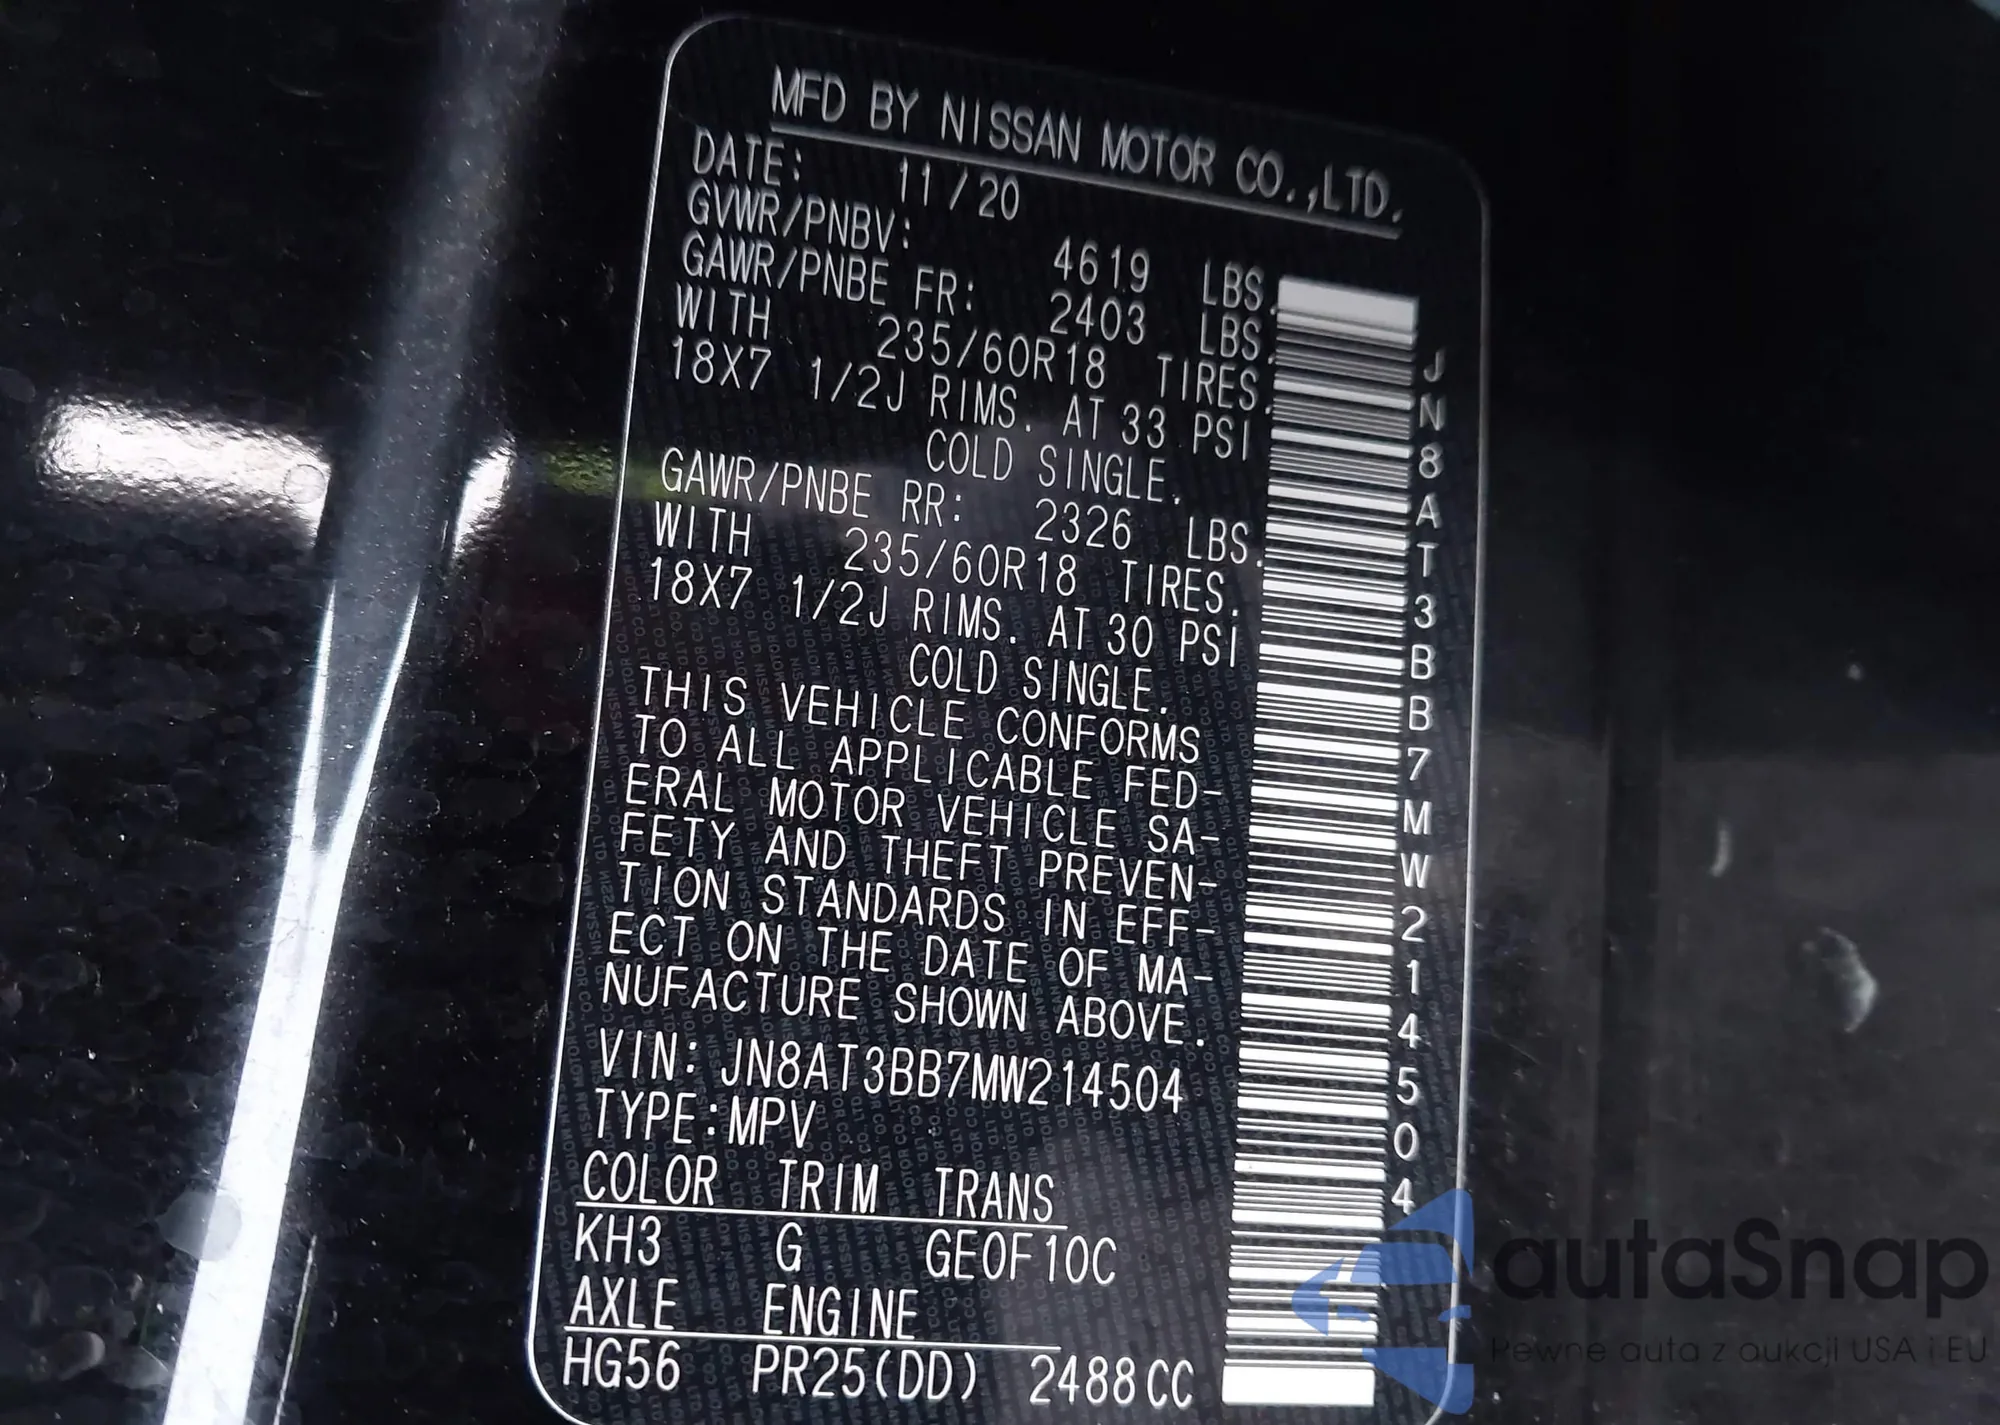 MFD BY NISSAN MOTOR CO.,LTD.
DATE: 11/20
GVWR/PNBV: 4619 LBS.
GAWR/PNBE FR: 2403 LBS.
WITH 235/60R18 TIRES.
18X7 1/2J RIMS. AT 33 PSI
COLD SINGLE.
GAWR/PNBE RR: 2326 LBS.
WITH 235/60R18 TIRES.
18X7 1/2J RIMS. AT 30 PSI
COLD SINGLE.
THIS VEHICLE CONFORMS
TO ALL APPLICABLE FED-
ERAL MOTOR VEHICLE SA-
FETY AND THEFT PREVEN-
TION STANDARDS IN EFF-
ECT ON THE DATE OF MA-
NUFACTURE SHOWN ABOVE.
VIN: JN8AT3BB7MW214504
TYPE:MPV
COLOR TRIM TRANS
KH3 G GE0F10C
AXLE ENGINE
HG56 PR25(DD) 2488CC
JN8AT3BB7MW214504
autaSnap
Pewne auta z aukcji USA i EU